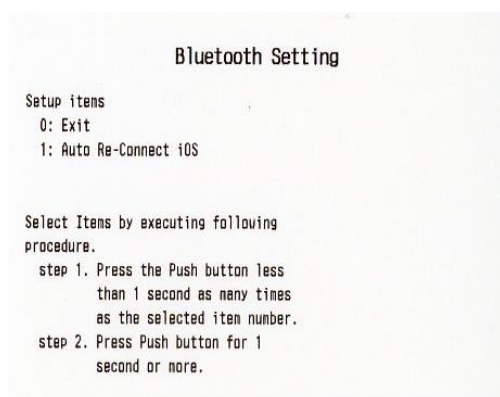 Bluetooth Setting
Setup items
0: Exit
1: Auto Re-Connect iOS
Select Items by executing following
procedure.
step 1. Press the Push button less
than 1 second as many times
as the selected item number.
step 2. Press Push button for 1
second or more.